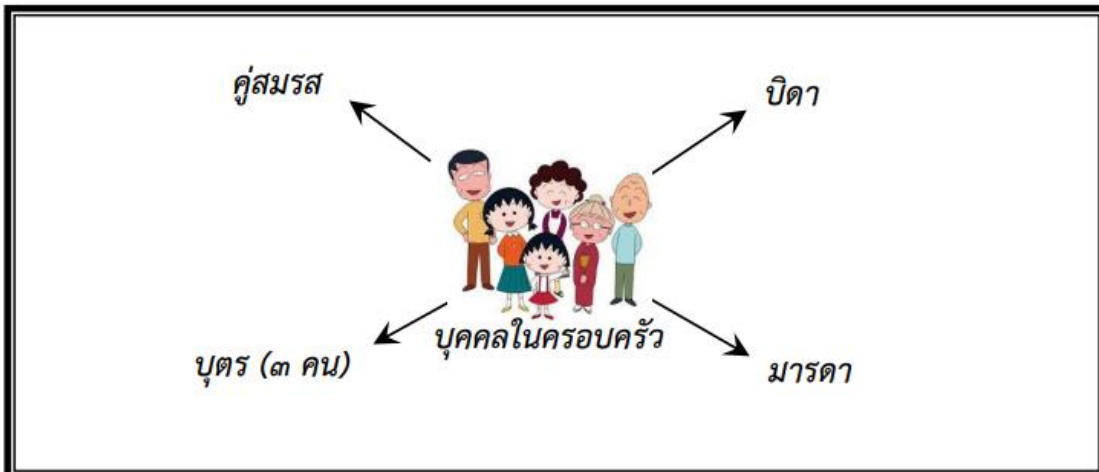 คู่สมรส
บิดา
บุคคลในครอบครัว
บุตร (๓ คน)
มารดา